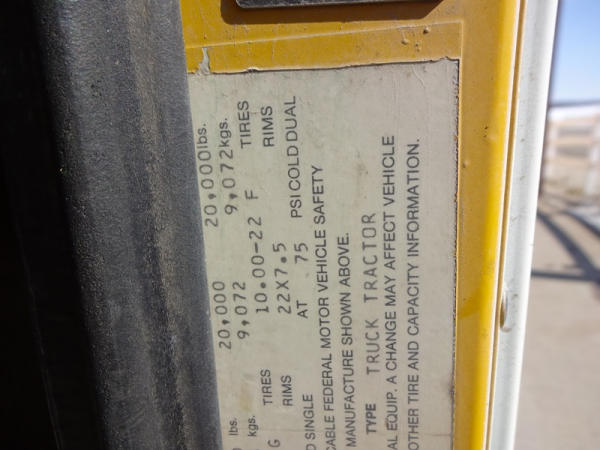 lbs. 20,000 20,000lbs.
kgs. 9,072 9,072kgs.
TIRES 10.00-22 F TIRES
G RIMS 22X7.5 RIMS
SINGLE AT 75 PSI COLD DUAL
CABLE FEDERAL MOTOR VEHICLE SAFETY
MANUFACTURE SHOWN ABOVE.
TYPE TRUCK TRACTOR
AL EQUIP. A CHANGE MAY AFFECT VEHICLE
OTHER TIRE AND CAPACITY INFORMATION.